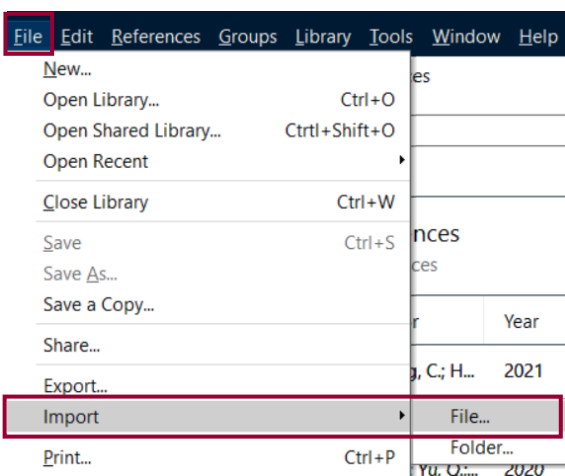 File Edit References Groups Library Tools Window Help
New...
es
Open Library... Ctrl+O
Open Shared Library... Ctrtl+Shift+O
Open Recent
Close Library Ctrl+W
Save Ctrl+S
nces
Save As...
ces
Save a Copy...
r Year
Share...
g, C.; H... 2021
Export...
Import File...
Folder...
Print... Ctrl+P
Yu, Q.;... 2020